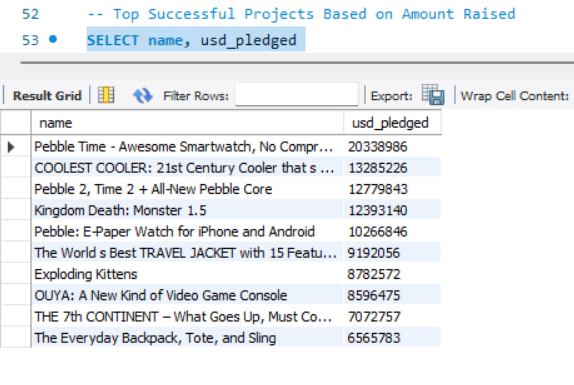 52 -- Top Successful Projects Based on Amount Raised
53 SELECT name, usd_pledged
Result Grid Filter Rows: Export: Wrap Cell Content:
name usd_pledged
Pebble Time - Awesome Smartwatch, No Compr... 20338986
COOLEST COOLER: 21st Century Cooler that s ... 13285226
Pebble 2, Time 2 + All-New Pebble Core 12779843
Kingdom Death: Monster 1.5 12393140
Pebble: E-Paper Watch for iPhone and Android 10266846
The World s Best TRAVEL JACKET with 15 Featu... 9192056
Exploding Kittens 8782572
OUYA: A New Kind of Video Game Console 8596475
THE 7th CONTINENT – What Goes Up, Must Co... 7072757
The Everyday Backpack, Tote, and Sling 6565783